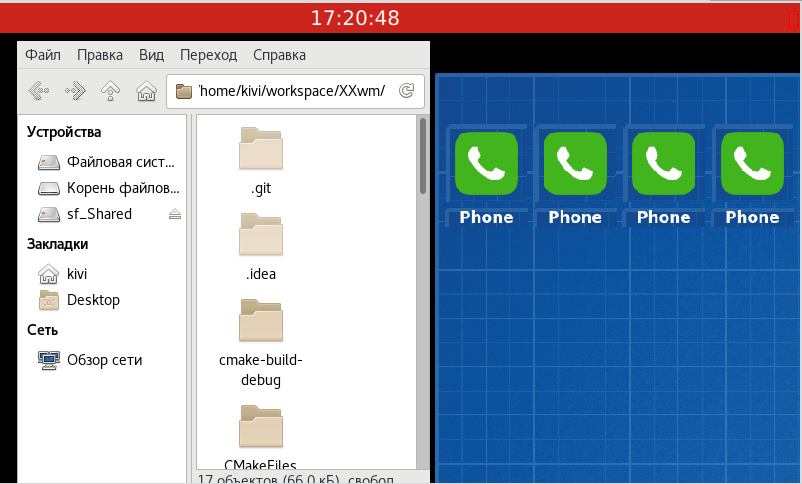 17:20:48
Файл Правка Вид Переход Справка
/home/kivi/workspace/XXwm/
Устройства
Файловая сист...
Корень файлов...
sf_Shared
Закладки
kivi
Desktop
Сеть
Обзор сети
.git
.idea
cmake-build-
debug
CMakeFiles
17 объектов (66,0 кБ), свобод
Phone Phone Phone Phone